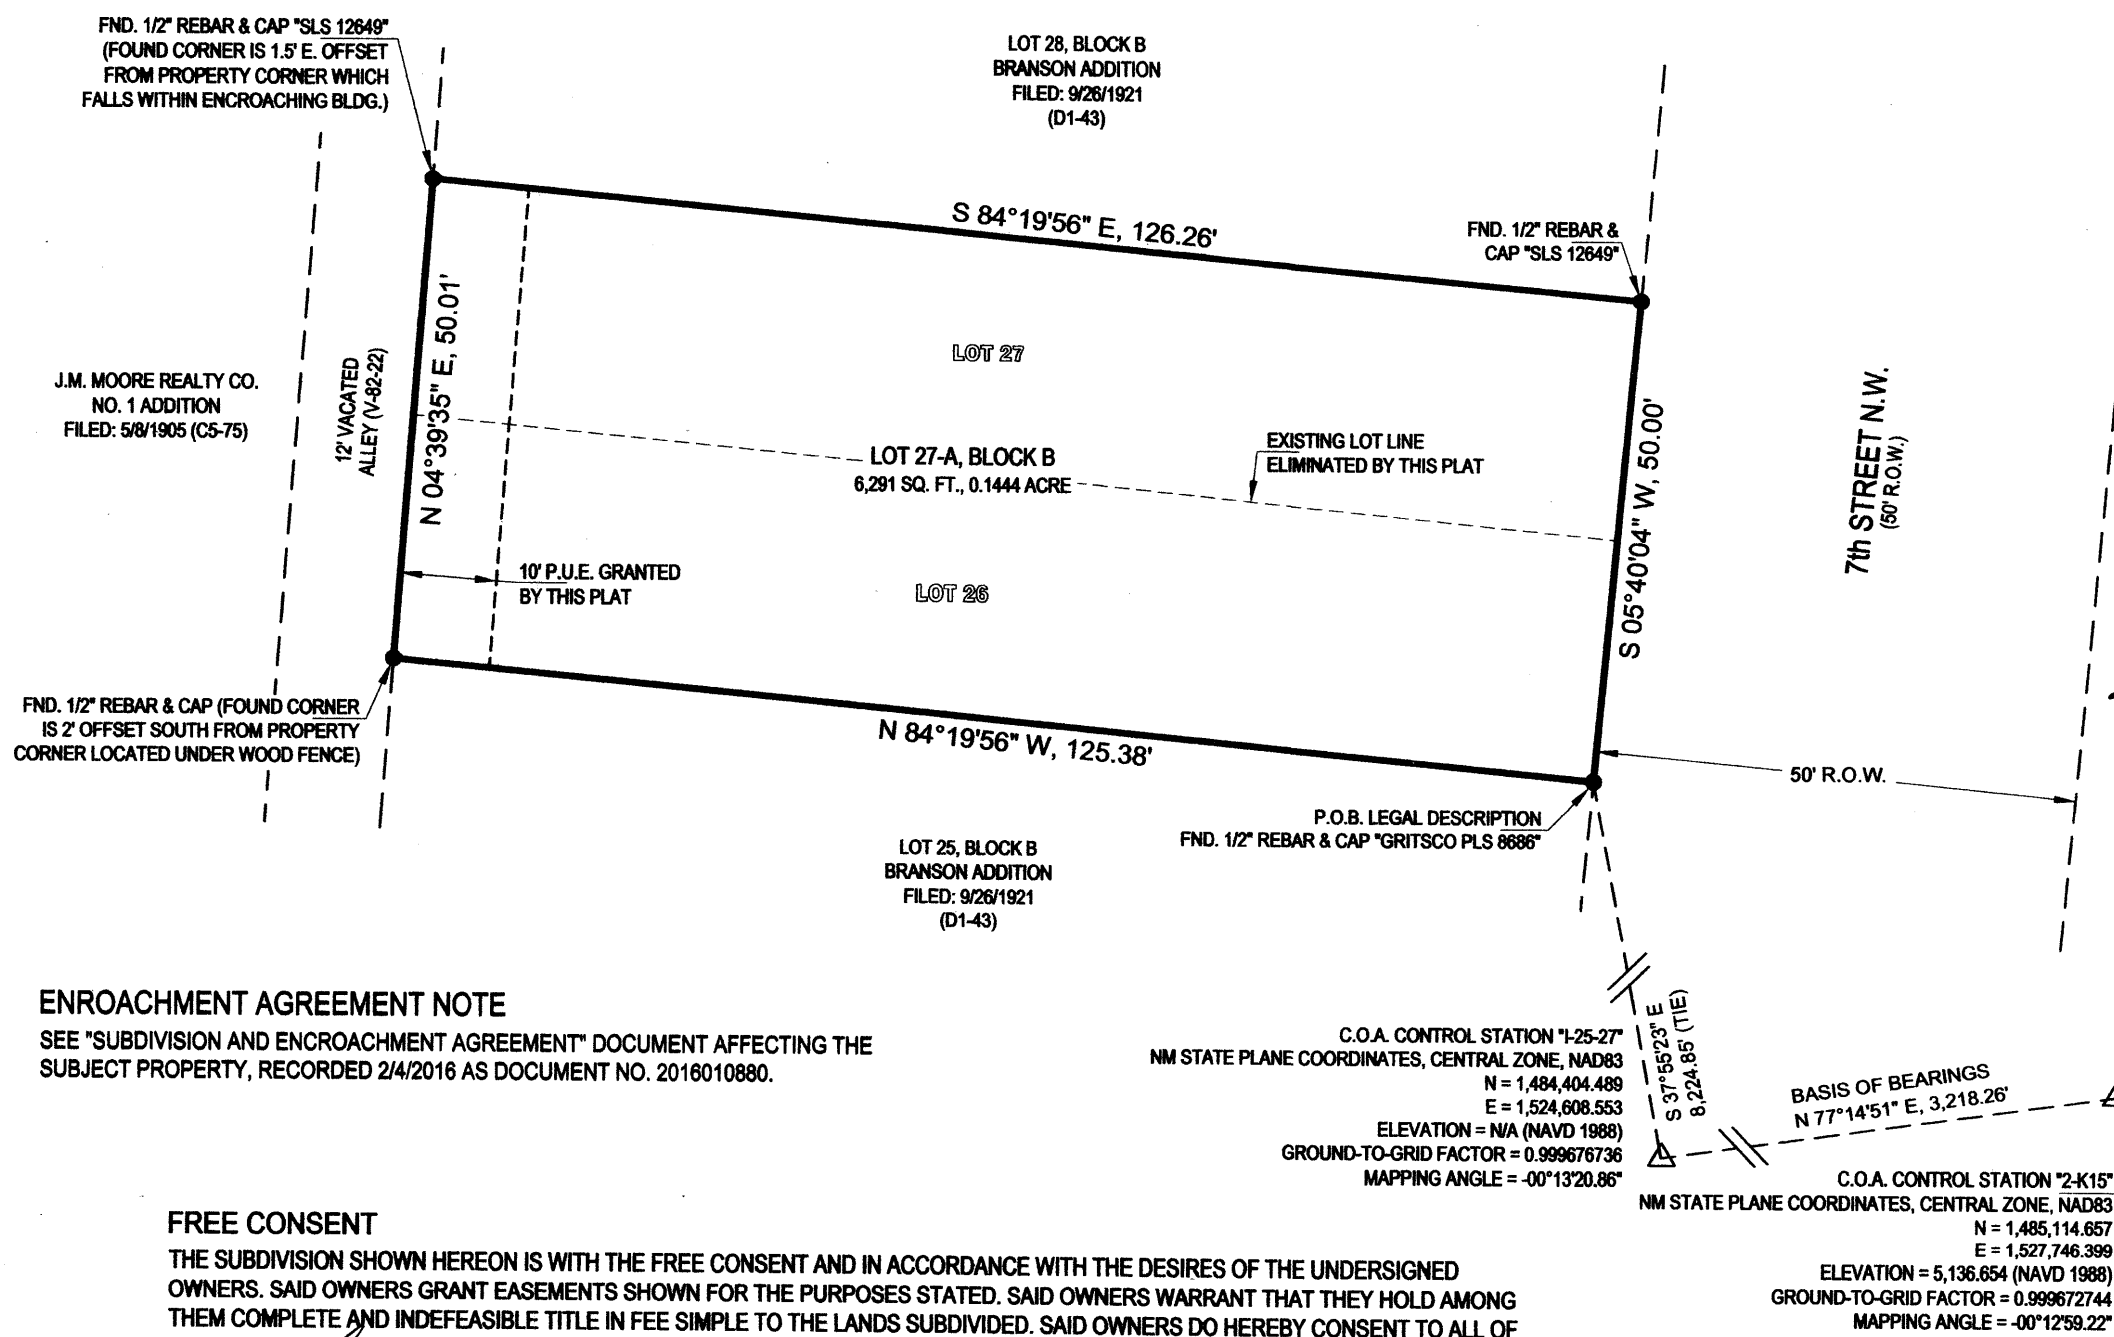 FND. 1/2" REBAR & CAP "SLS 12649"
(FOUND CORNER IS 1.5' E. OFFSET
FROM PROPERTY CORNER WHICH
FALLS WITHIN ENCROACHING BLDG.)
LOT 28, BLOCK B
BRANSON ADDITION
FILED: 9/26/1921
(D1-43)
S 84°19'56" E, 126.26'
FND. 1/2" REBAR &
CAP "SLS 12649"
J.M. MOORE REALTY CO.
NO. 1 ADDITION
FILED: 5/8/1905 (C5-75)
12' VACATED
ALLEY (V-82-22)
N 04°39'35" E, 50.01'
LOT 27
LOT 27-A, BLOCK B
6,291 SQ. FT., 0.1444 ACRE
EXISTING LOT LINE
ELIMINATED BY THIS PLAT
S 05°40'04" W, 50.00'
7th STREET N.W.
(50' R.O.W.)
10' P.U.E. GRANTED
BY THIS PLAT
LOT 26
FND. 1/2" REBAR & CAP (FOUND CORNER
IS 2' OFFSET SOUTH FROM PROPERTY
CORNER LOCATED UNDER WOOD FENCE)
N 84°19'56" W, 125.38'
50' R.O.W.
P.O.B. LEGAL DESCRIPTION
FND. 1/2" REBAR & CAP "GRITSCO PLS 8686"
LOT 25, BLOCK B
BRANSON ADDITION
FILED: 9/26/1921
(D1-43)
ENROACHMENT AGREEMENT NOTE
SEE "SUBDIVISION AND ENCROACHMENT AGREEMENT" DOCUMENT AFFECTING THE
SUBJECT PROPERTY, RECORDED 2/4/2016 AS DOCUMENT NO. 2016010880.
C.O.A. CONTROL STATION "I-25-27"
NM STATE PLANE COORDINATES, CENTRAL ZONE, NAD83
N = 1,484,404.489
E = 1,524,608.553
ELEVATION = N/A (NAVD 1988)
GROUND-TO-GRID FACTOR = 0.999676736
MAPPING ANGLE = -00°13'20.86"
S 37°55'23" E
8,224.85' (TIE)
BASIS OF BEARINGS
N 77°14'51" E, 3,218.26'
C.O.A. CONTROL STATION "2-K15"
NM STATE PLANE COORDINATES, CENTRAL ZONE, NAD83
N = 1,485,114.657
E = 1,527,746.399
ELEVATION = 5,136.654 (NAVD 1988)
GROUND-TO-GRID FACTOR = 0.999672744
MAPPING ANGLE = -00°12'59.22"
FREE CONSENT
THE SUBDIVISION SHOWN HEREON IS WITH THE FREE CONSENT AND IN ACCORDANCE WITH THE DESIRES OF THE UNDERSIGNED
OWNERS. SAID OWNERS GRANT EASEMENTS SHOWN FOR THE PURPOSES STATED. SAID OWNERS WARRANT THAT THEY HOLD AMONG
THEM COMPLETE AND INDEFEASIBLE TITLE IN FEE SIMPLE TO THE LANDS SUBDIVIDED. SAID OWNERS DO HEREBY CONSENT TO ALL OF